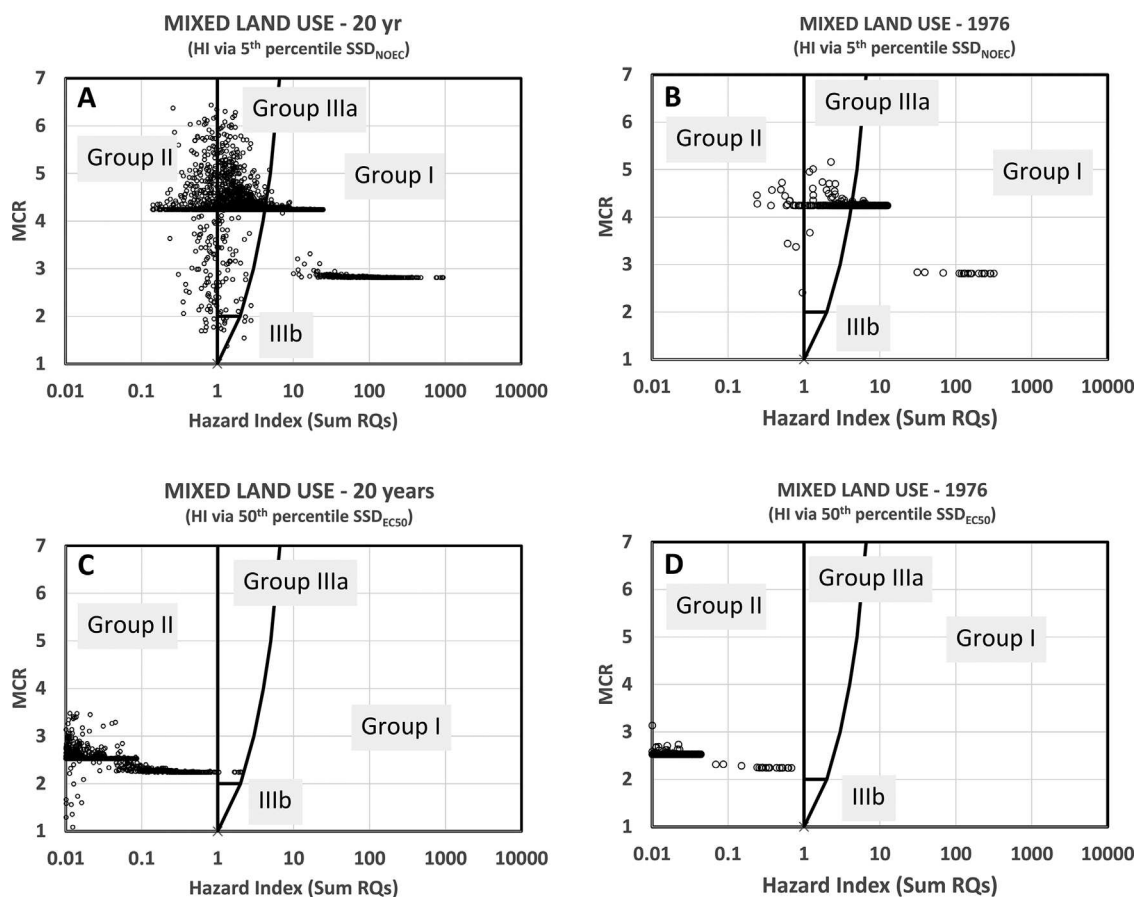 MIXED LAND USE - 20 yr
(HI via 5th percentile SSDNOEC)
A
Group IIIa
Group II
Group I
IIIb
MCR
7
6
5
4
3
2
1
0.01 0.1 1 10 100 1000 10000
Hazard Index (Sum RQs)
MIXED LAND USE - 1976
(HI via 5th percentile SSDNOEC)
B
Group IIIa
Group II
Group I
IIIb
MCR
7
6
5
4
3
2
1
0.01 0.1 1 10 100 1000 10000
Hazard Index (Sum RQs)
MIXED LAND USE - 20 years
(HI via 50th percentile SSDEC50)
C
Group IIIa
Group II
Group I
IIIb
MCR
7
6
5
4
3
2
1
0.01 0.1 1 10 100 1000 10000
Hazard Index (Sum RQs)
MIXED LAND USE - 1976
(HI via 50th percentile SSDEC50)
D
Group IIIa
Group II
Group I
IIIb
MCR
7
6
5
4
3
2
1
0.01 0.1 1 10 100 1000 10000
Hazard Index (Sum RQs)